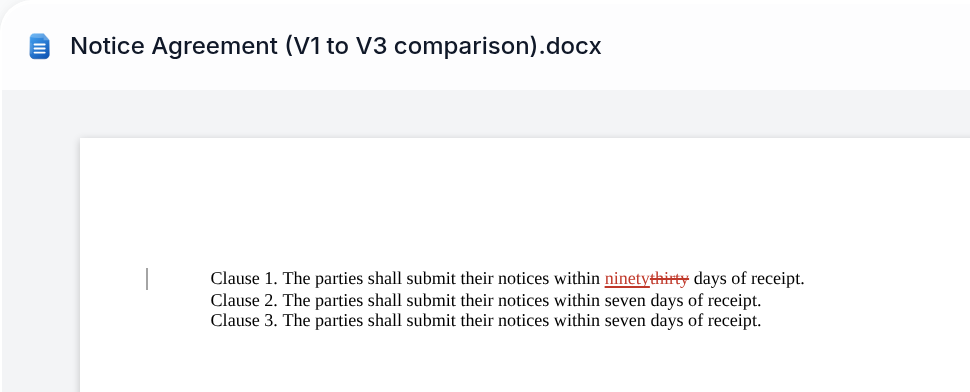 Notice Agreement (V1 to V3 comparison).docx
Clause 1. The parties shall submit their notices within ninetythirty days of receipt.
Clause 2. The parties shall submit their notices within seven days of receipt.
Clause 3. The parties shall submit their notices within seven days of receipt.